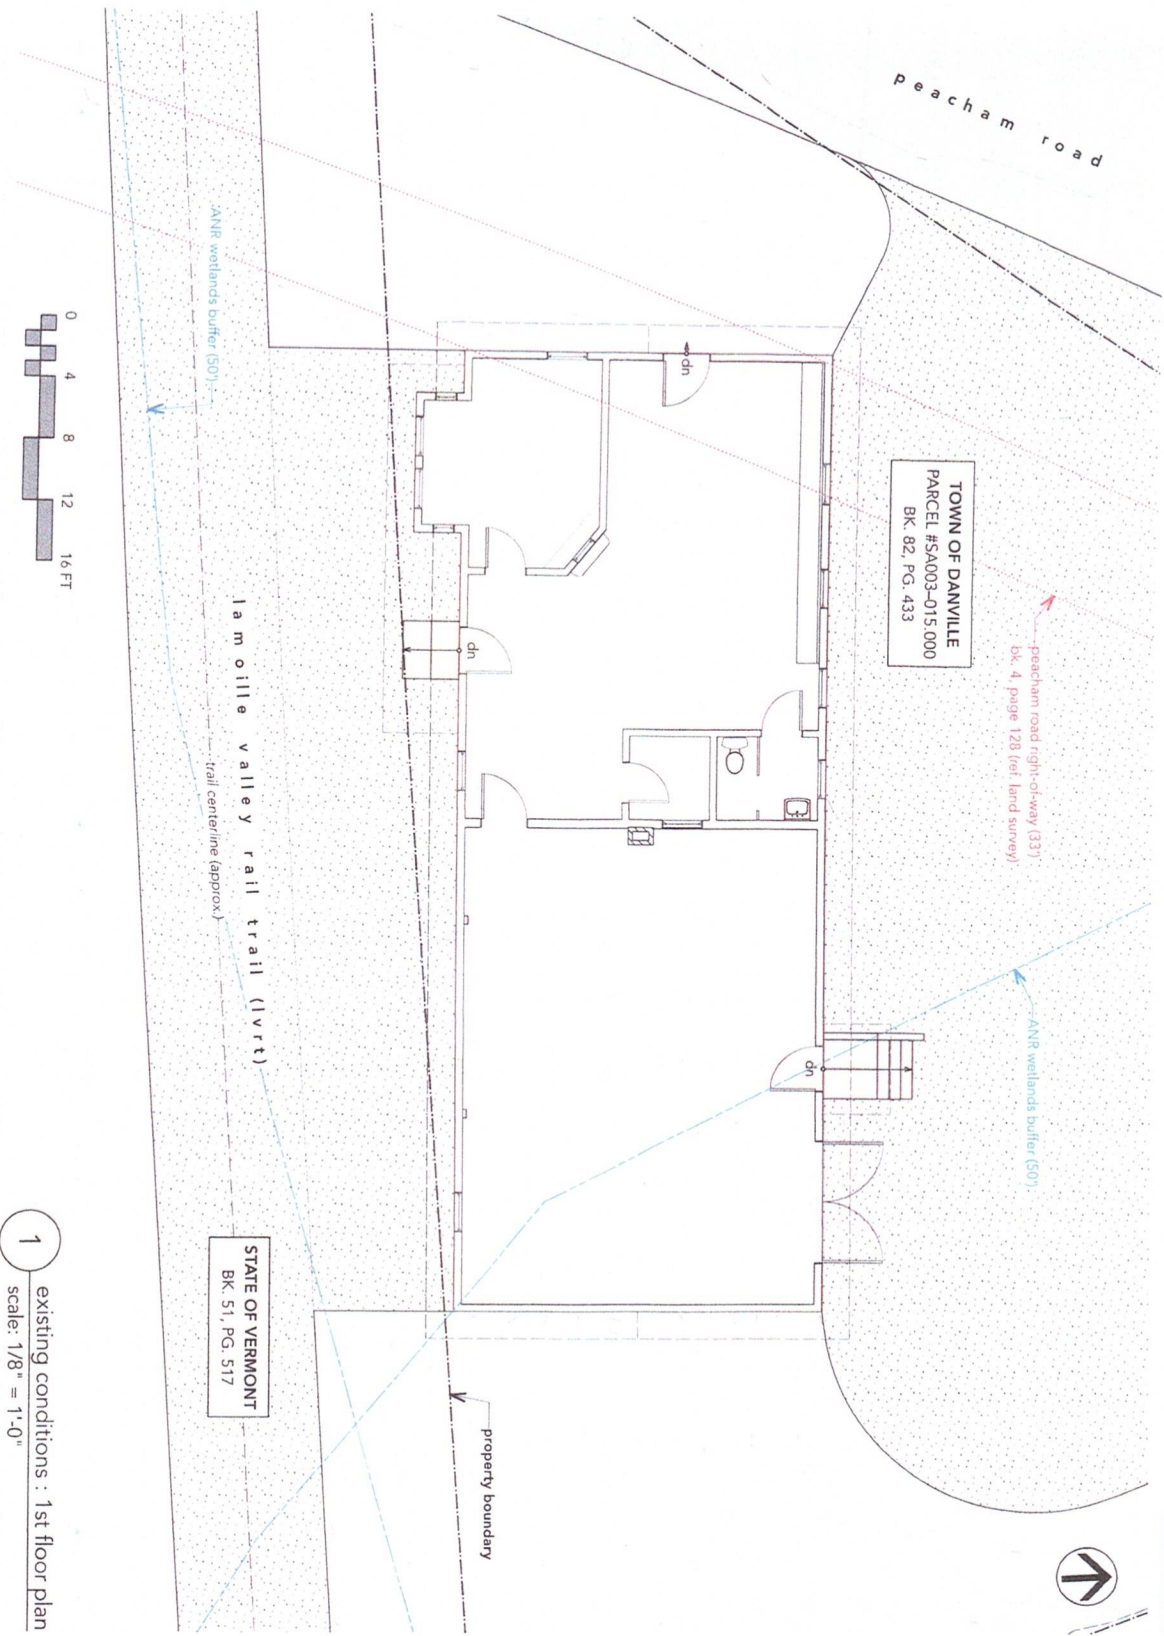 peacham road
TOWN OF DANVILLE
PARCEL #SA003-015.000
BK. 82, PG. 433
peacham road right-of-way (33')
bk. 4, page 128 (ref. land survey)
ANR wetlands buffer (50')
ANR wetlands buffer (50')
dn
dn
dn
lamoille valley rail trail (lvrt)
trail centerline (approx.)
STATE OF VERMONT
BK. 51, PG. 517
property boundary
0 4 8 12 16 FT
1
existing conditions : 1st floor plan
scale: 1/8" = 1'-0"